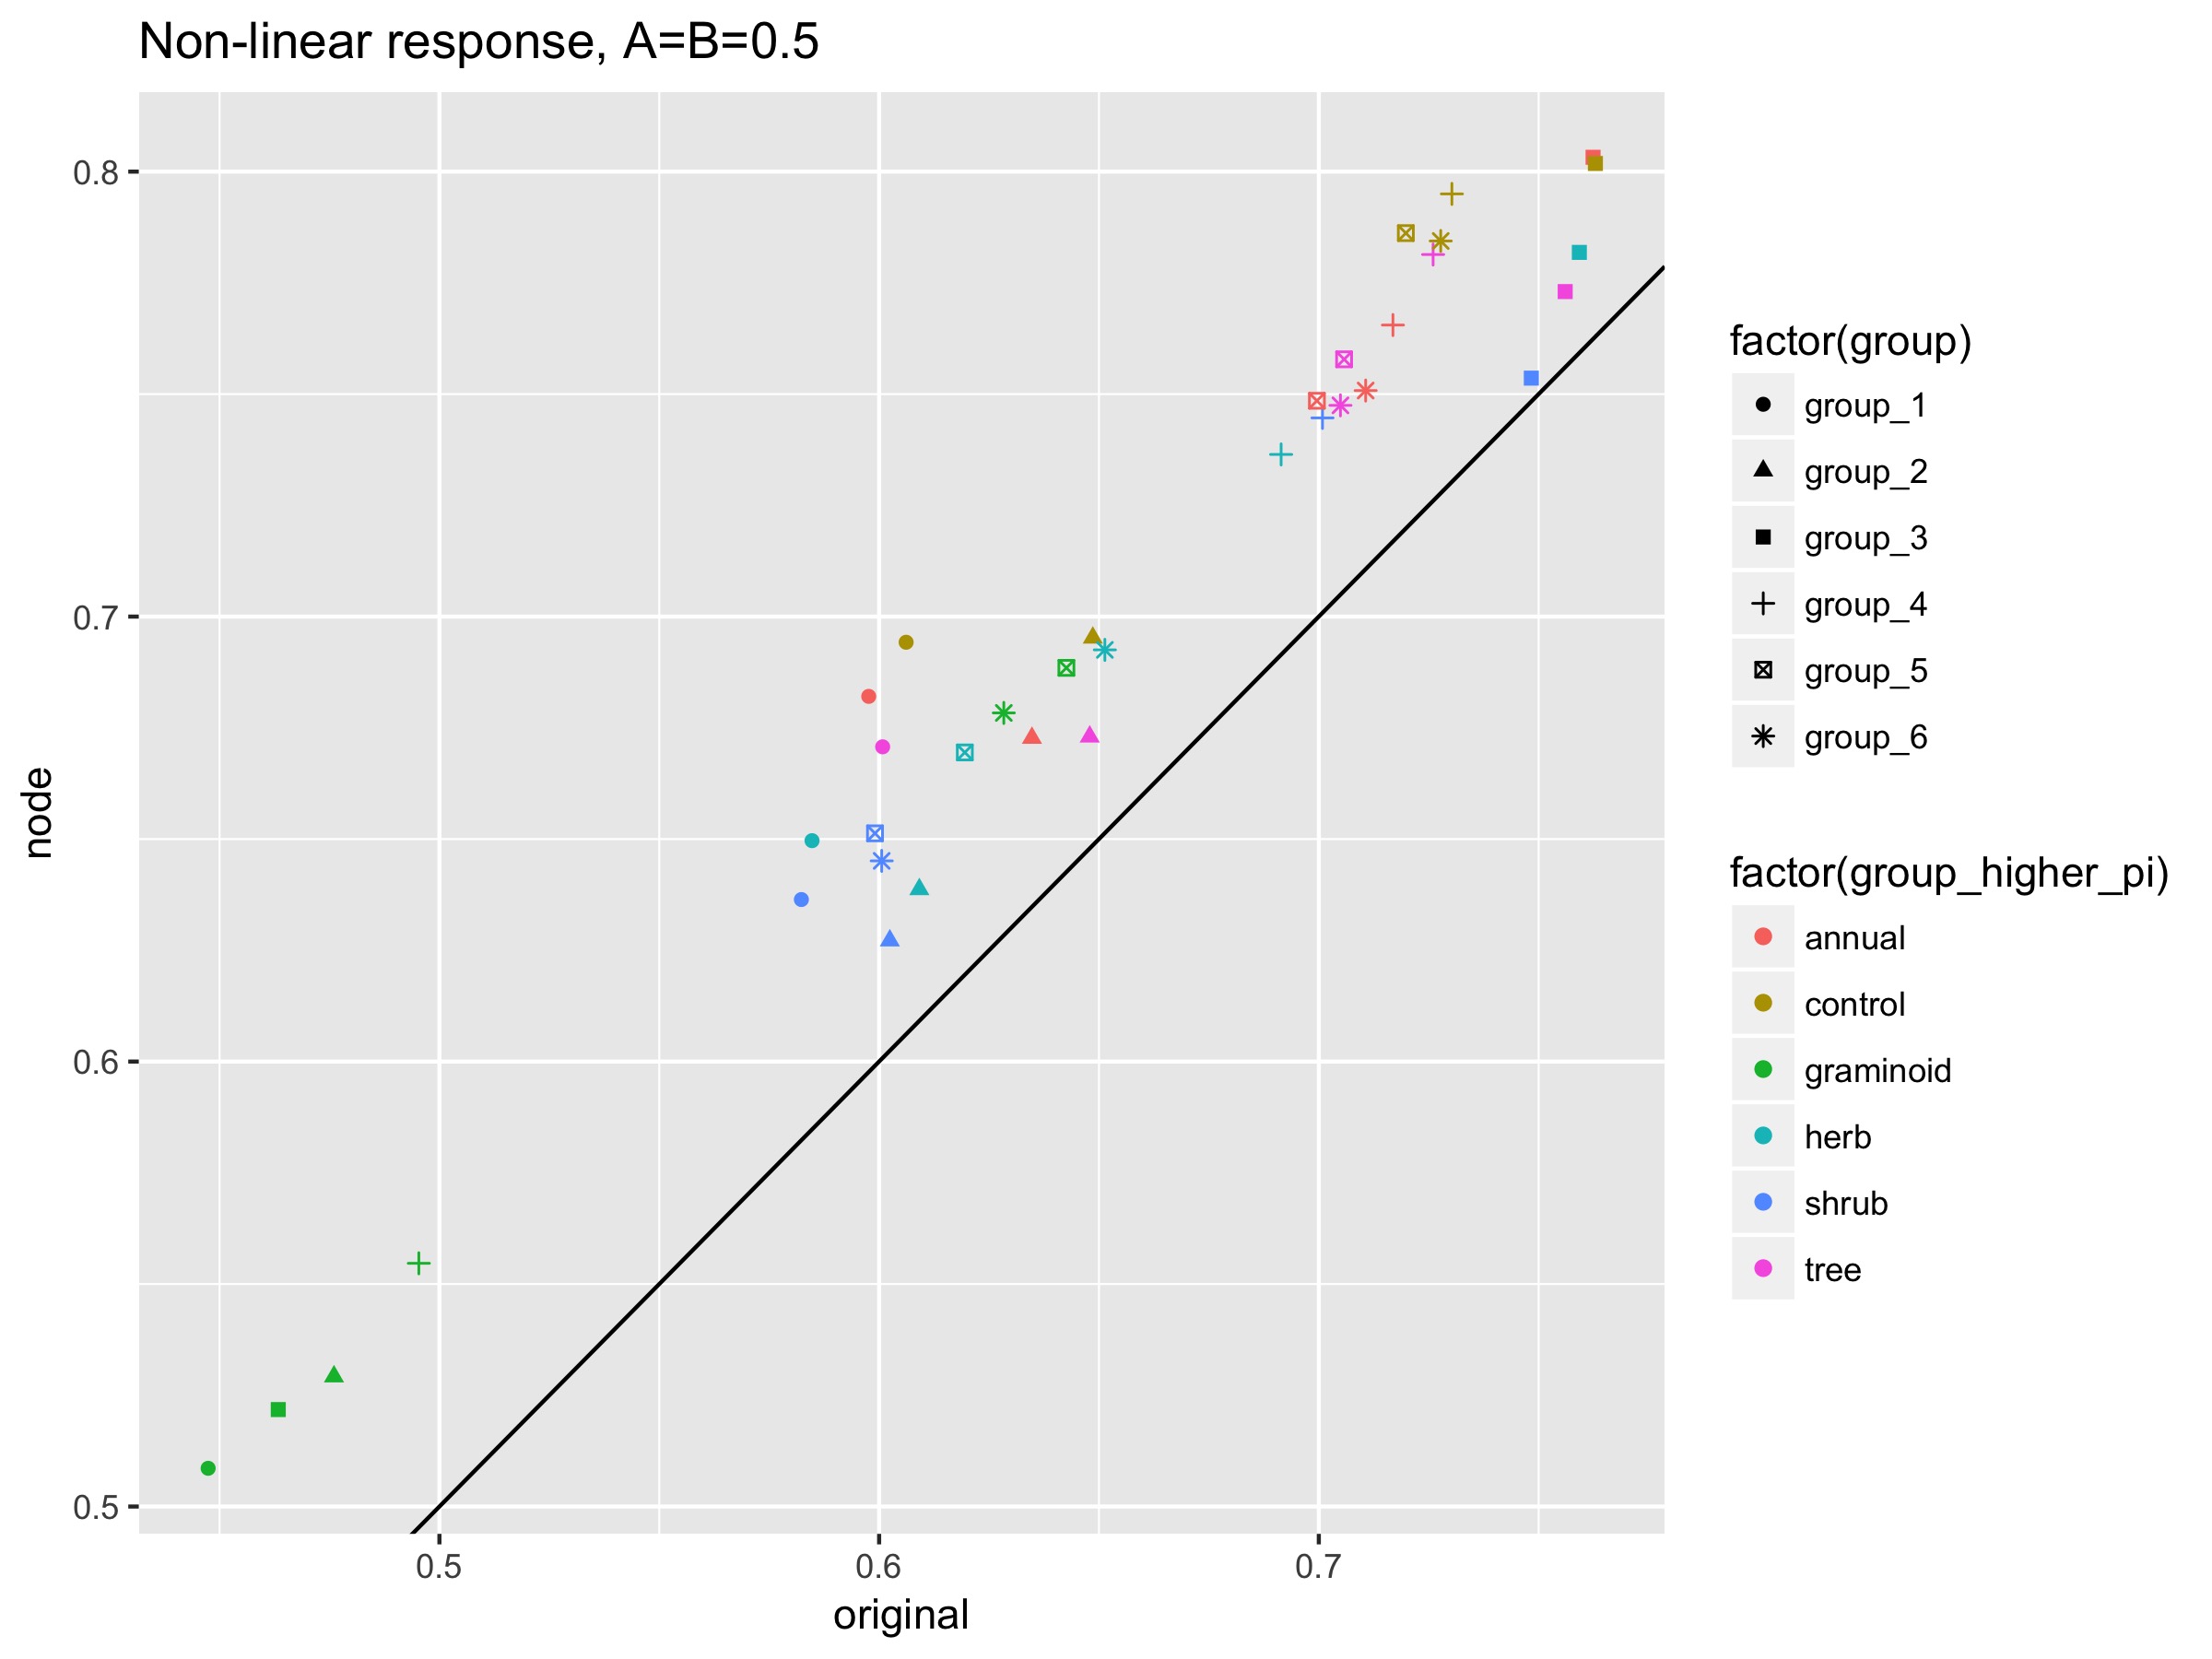 Non-linear response, A=B=0.5
0.8
0.7
0.6
0.5
node
0.5
0.6
0.7
original
factor(group)
group_1
group_2
group_3
group_4
group_5
group_6
factor(group_higher_pi)
annual
control
graminoid
herb
shrub
tree